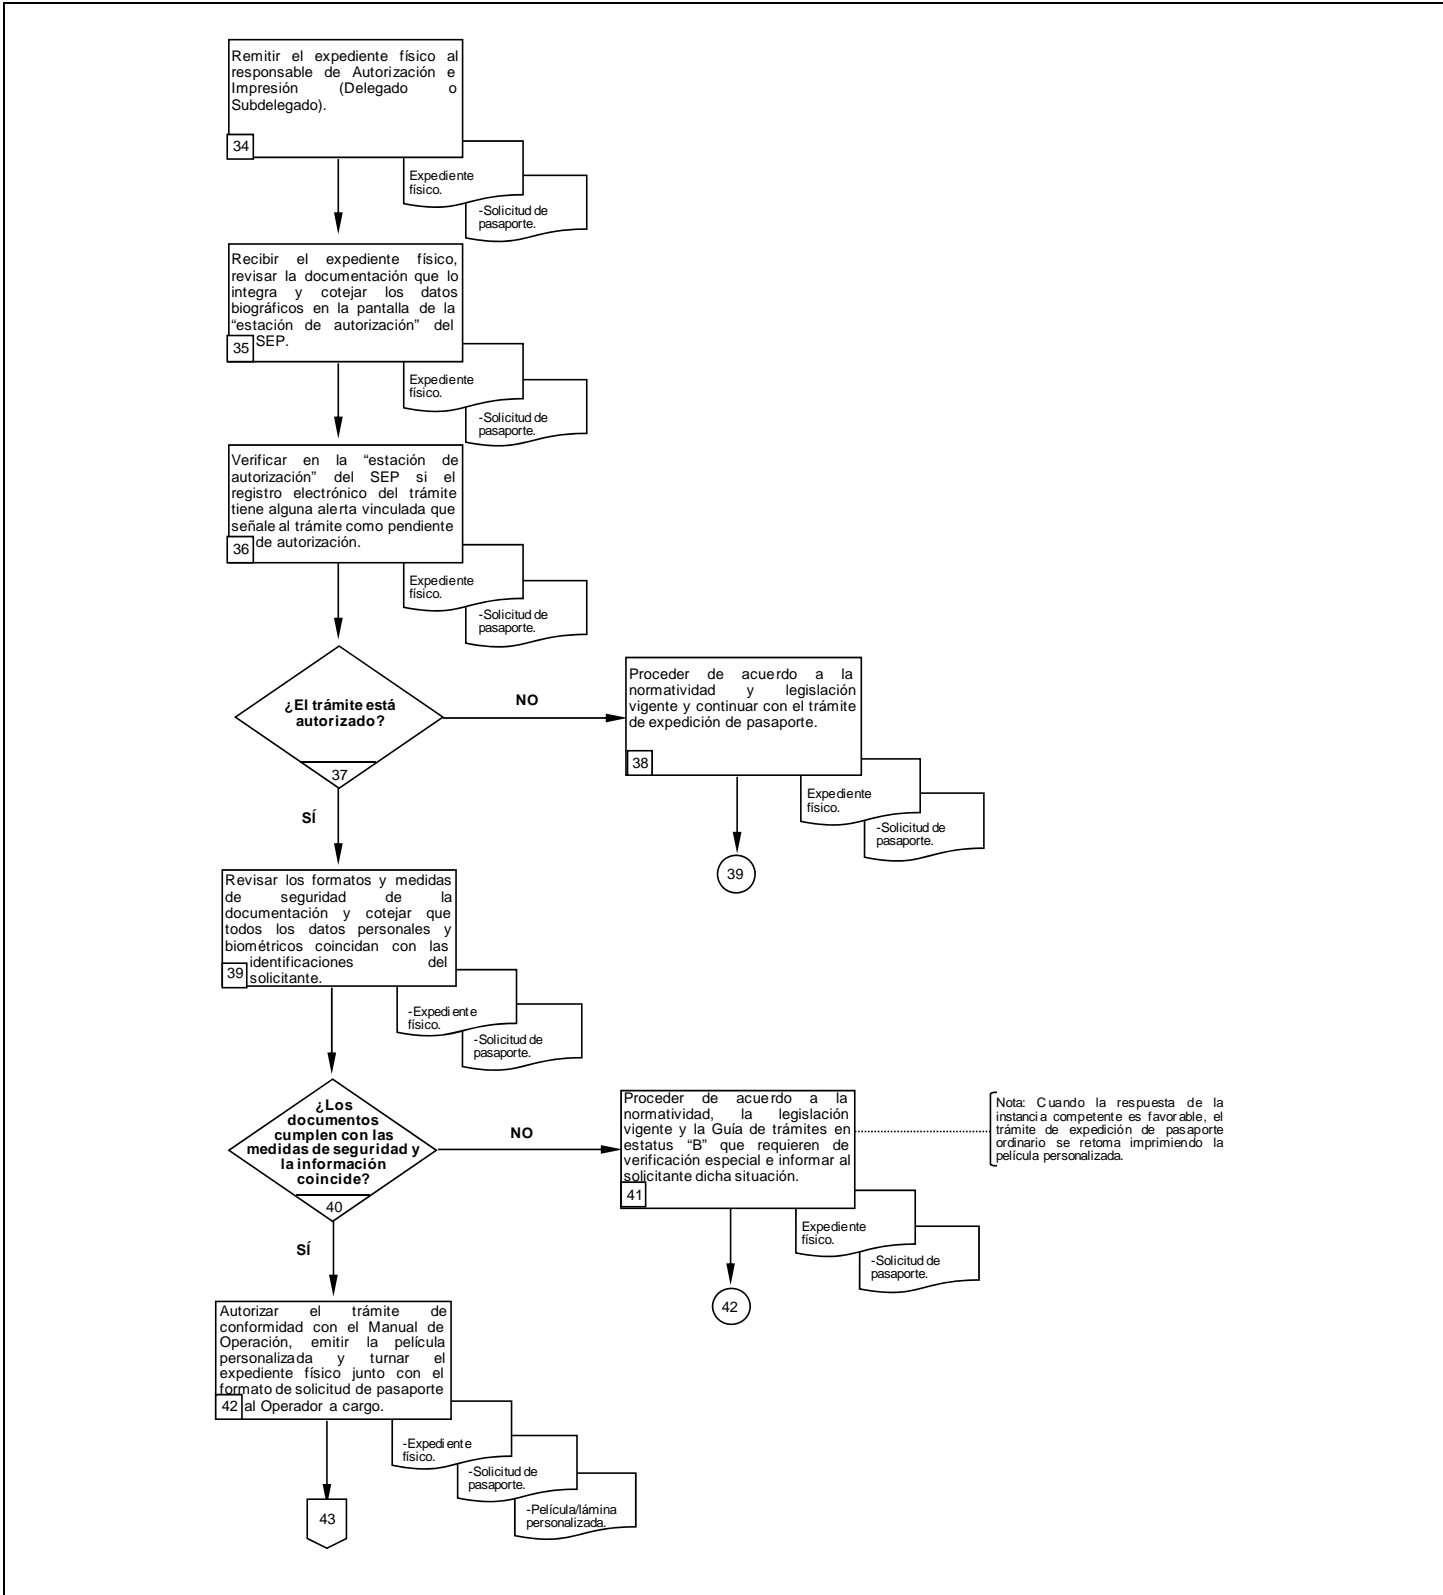 Remitir el expediente físico al
responsable de Autorización e
Impresión (Delegado o
Subdelegado).
34
Expediente
físico.
-Solicitud de
pasaporte.
Recibir el expediente físico,
revisar la documentación que lo
integra y cotejar los datos
biográficos en la pantalla de la
“estación de autorización” del
SEP.
35
Expediente
físico.
-Solicitud de
pasaporte.
Verificar en la “estación de
autorización” del SEP si el
registro electrónico del trámite
tiene alguna alerta vinculada que
señale al trámite como pendiente
de autorización.
36
Expediente
físico.
-Solicitud de
pasaporte.
¿El trámite está
autorizado?
37
NO
Proceder de acuerdo a la
normatividad y legislación
vigente y continuar con el trámite
de expedición de pasaporte.
38
Expediente
físico.
-Solicitud de
pasaporte.
39
SÍ
Revisar los formatos y medidas
de seguridad de la
documentación y cotejar que
todos los datos personales y
biométricos coincidan con las
identificaciones del
solicitante.
39
-Expediente
físico.
-Solicitud de
pasaporte.
¿Los
documentos
cumplen con las
medidas de seguridad y
la información
coincide?
40
NO
Proceder de acuerdo a la
normatividad, la legislación
vigente y la Guía de trámites en
estatus “B” que requieren de
verificación especial e informar al
solicitante dicha situación.
41
Expediente
físico.
-Solicitud de
pasaporte.
42
Nota: Cuando la respuesta de la
instancia competente es favorable, el
trámite de expedición de pasaporte
ordinario se retoma imprimiendo la
película personalizada.
SÍ
Autorizar el trámite de
conformidad con el Manual de
Operación, emitir la película
personalizada y turnar el
expediente físico junto con el
formato de solicitud de pasaporte
al Operador a cargo.
42
-Expediente
físico.
-Solicitud de
pasaporte.
-Película/lámina
personalizada.
43